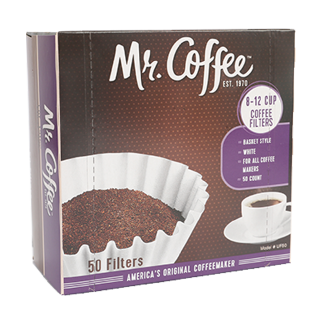 Mr. Coffee
EST. 1970
8-12 CUP
COFFEE
FILTERS
- BASKET STYLE
- WHITE
- FOR ALL COFFEE
MAKERS
- 50 COUNT
50 Filters
AMERICA'S ORIGINAL COFFEEMAKER
Mr. Coffee